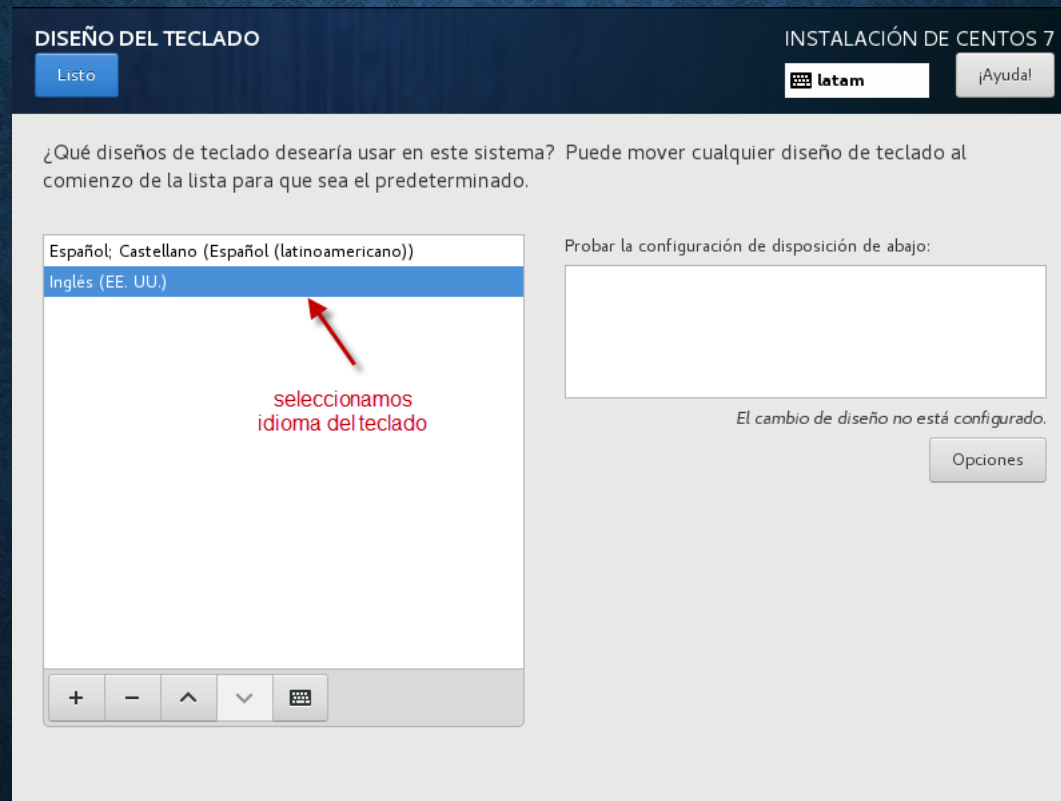 DISEÑO DEL TECLADO
INSTALACIÓN DE CENTOS 7
Listo
latam
¡Ayuda!
¿Qué diseños de teclado desearía usar en este sistema? Puede mover cualquier diseño de teclado al
comienzo de la lista para que sea el predeterminado.
Español; Castellano (Español (latinoamericano))
Inglés (EE. UU.)
seleccionamos
idioma del teclado
Probar la configuración de disposición de abajo:
El cambio de diseño no está configurado.
Opciones